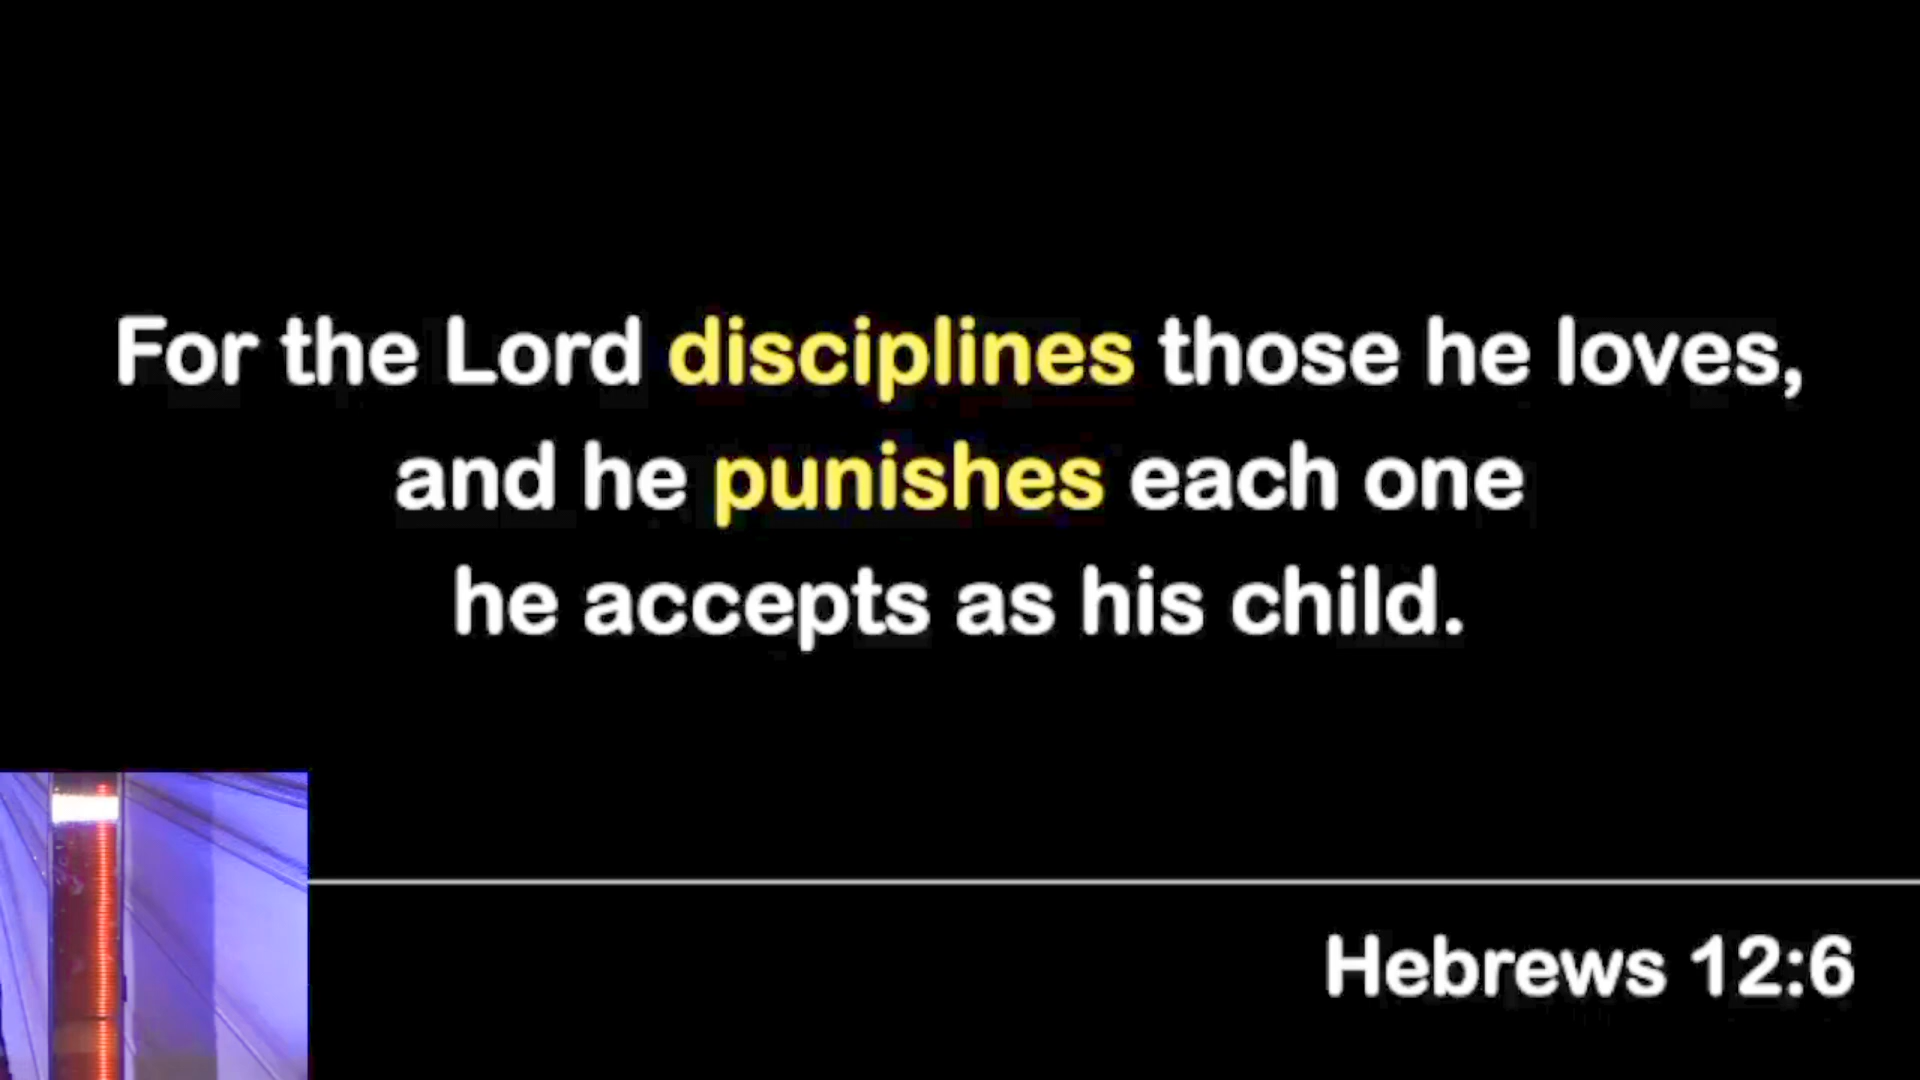 For the Lord disciplines those he loves,
and he punishes each one
he accepts as his child.
Hebrews 12:6